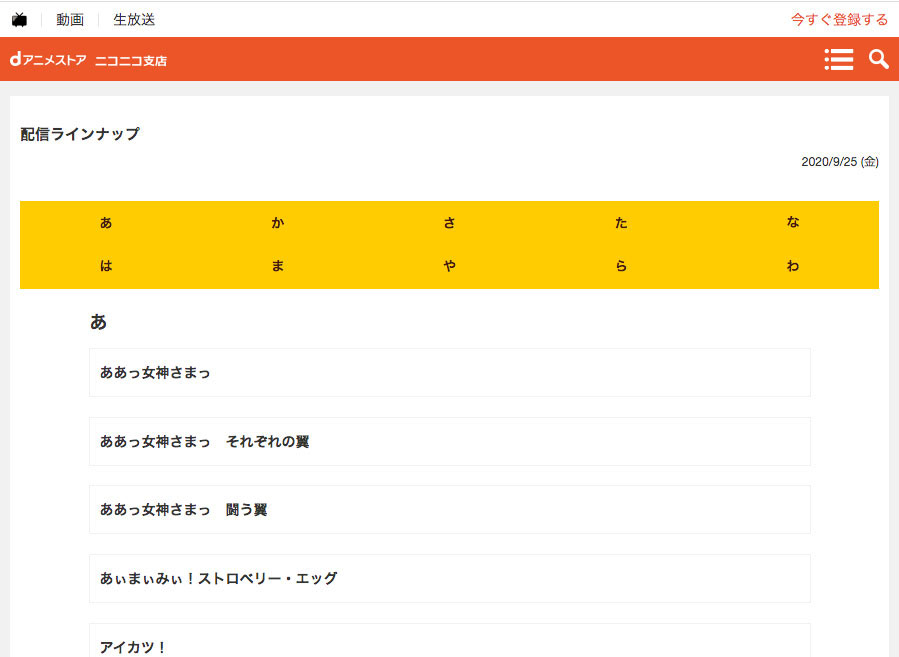 動画 生放送 今すぐ登録する
dアニメストア ニコニコ支店
配信ラインナップ
2020/9/25 (金)
あ か さ た な
は ま や ら わ
あ
ああっ女神さまっ
ああっ女神さまっ　それぞれの翼
ああっ女神さまっ　闘う翼
あぃまぃみぃ！ストロベリー・エッグ
アイカツ！